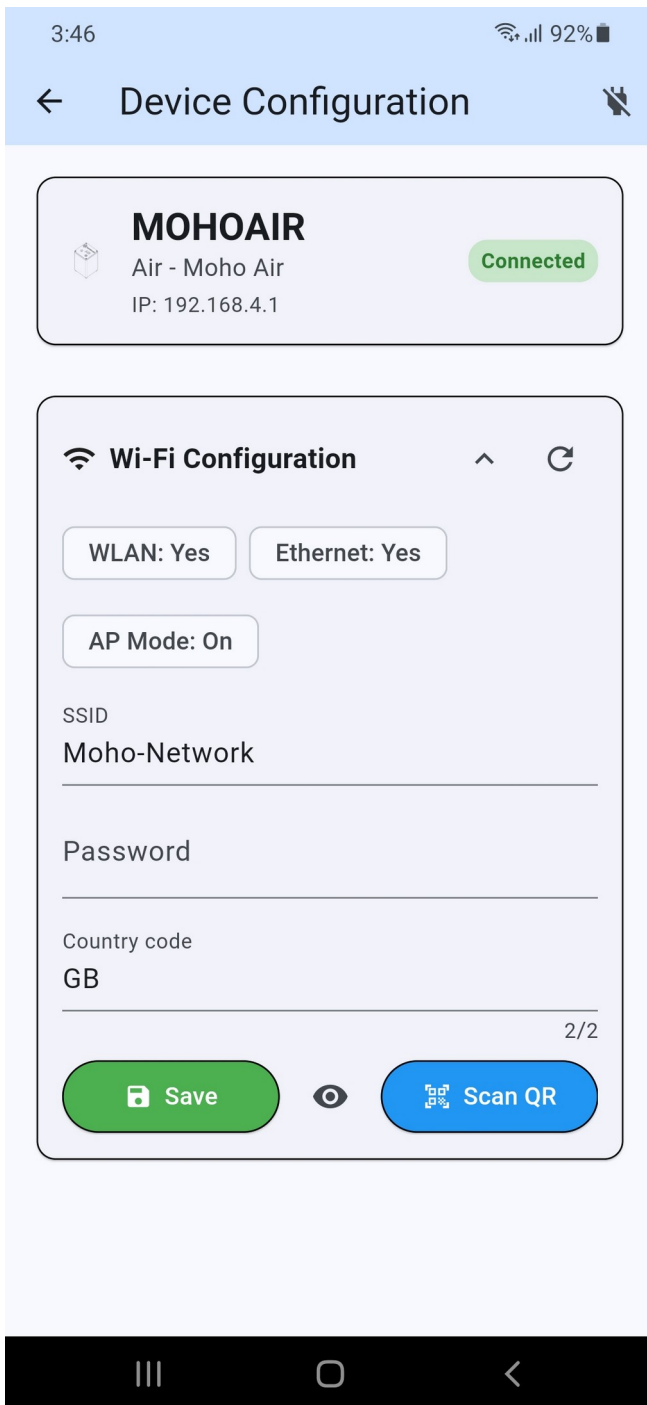 3:46 92%
Device Configuration
MOHOAIR
Air - Moho Air
Connected
IP: 192.168.4.1
Wi-Fi Configuration
WLAN: Yes Ethernet: Yes
AP Mode: On
SSID
Moho-Network
Password
Country code
GB
2/2
Save Scan QR